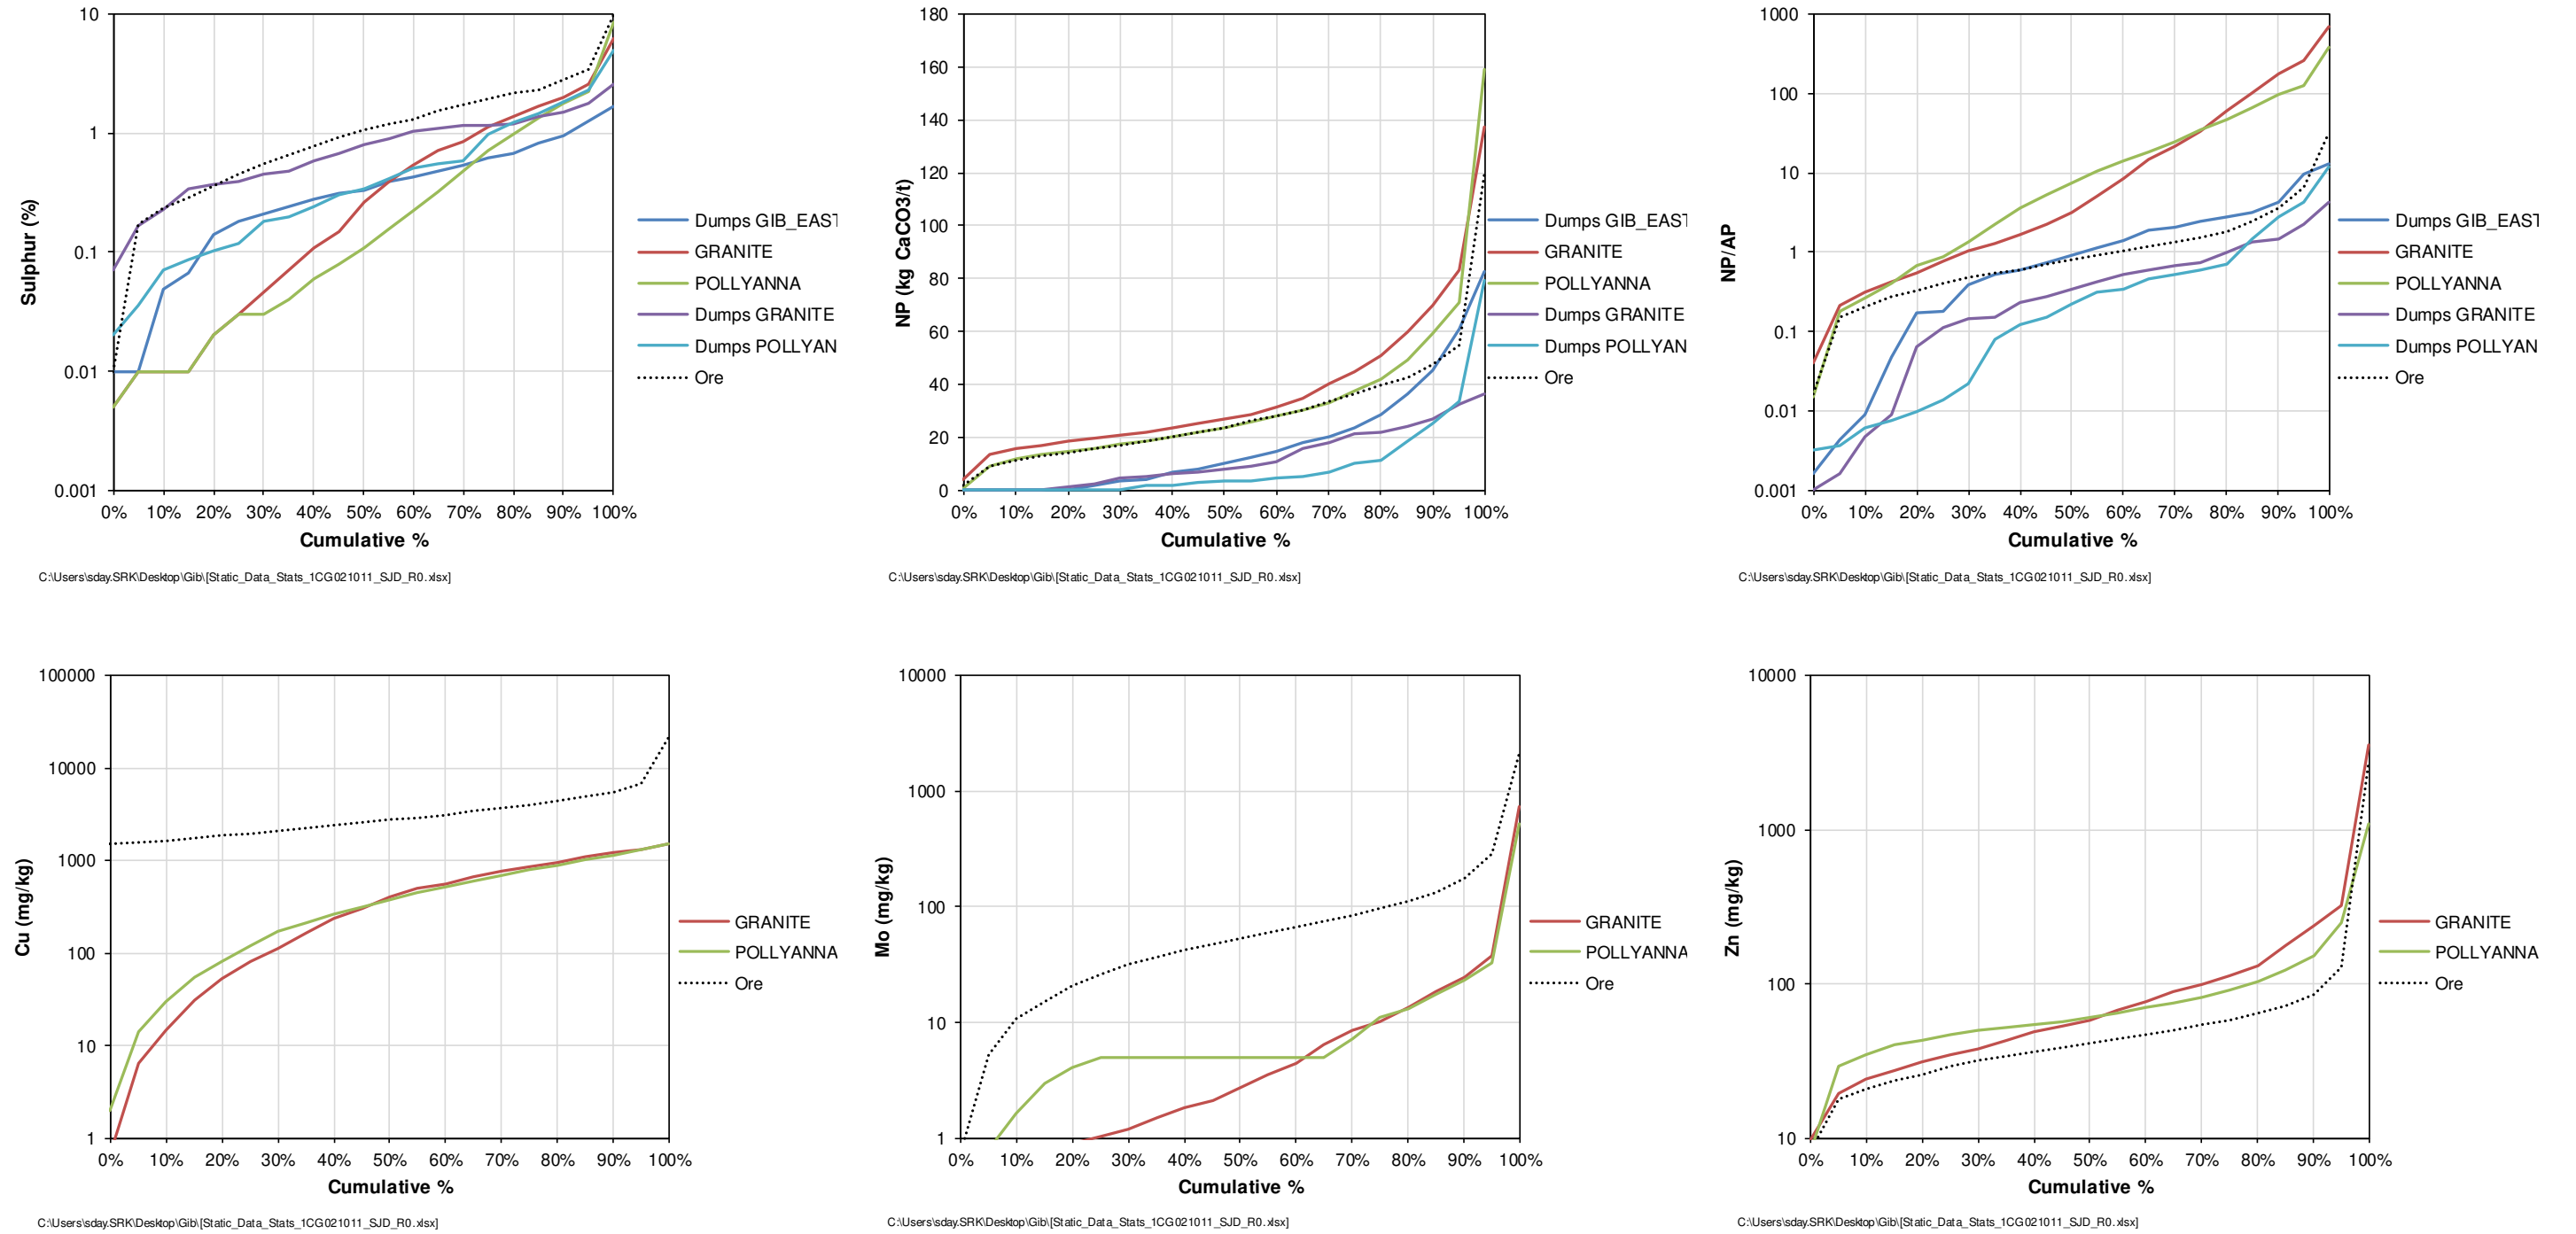 10
1
0.1
0.01
0.001
Sulphur (%)
0% 10% 20% 30% 40% 50% 60% 70% 80% 90% 100%
Cumulative %
Dumps GIB_EAST
GRANITE
POLLYANNA
Dumps GRANITE
Dumps POLLYAN
Ore
C:\Users\sday.SRK\Desktop\Gib\[Static_Data_Stats_1CG021011_SJD_R0.xlsx]
180
160
140
120
100
80
60
40
20
0
NP (kg CaCO3/t)
0% 10% 20% 30% 40% 50% 60% 70% 80% 90% 100%
Cumulative %
Dumps GIB_EAST
GRANITE
POLLYANNA
Dumps GRANITE
Dumps POLLYAN
Ore
C:\Users\sday.SRK\Desktop\Gib\[Static_Data_Stats_1CG021011_SJD_R0.xlsx]
1000
100
10
1
0.1
0.01
0.001
NP/AP
0% 10% 20% 30% 40% 50% 60% 70% 80% 90% 100%
Cumulative %
Dumps GIB_EAST
GRANITE
POLLYANNA
Dumps GRANITE
Dumps POLLYAN
Ore
C:\Users\sday.SRK\Desktop\Gib\[Static_Data_Stats_1CG021011_SJD_R0.xlsx]
100000
10000
1000
100
10
1
Cu (mg/kg)
0% 10% 20% 30% 40% 50% 60% 70% 80% 90% 100%
Cumulative %
GRANITE
POLLYANNA
Ore
C:\Users\sday.SRK\Desktop\Gib\[Static_Data_Stats_1CG021011_SJD_R0.xlsx]
10000
1000
100
10
1
Mo (mg/kg)
0% 10% 20% 30% 40% 50% 60% 70% 80% 90% 100%
Cumulative %
GRANITE
POLLYANNA
Ore
C:\Users\sday.SRK\Desktop\Gib\[Static_Data_Stats_1CG021011_SJD_R0.xlsx]
10000
1000
100
10
Zn (mg/kg)
0% 10% 20% 30% 40% 50% 60% 70% 80% 90% 100%
Cumulative %
GRANITE
POLLYANNA
Ore
C:\Users\sday.SRK\Desktop\Gib\[Static_Data_Stats_1CG021011_SJD_R0.xlsx]